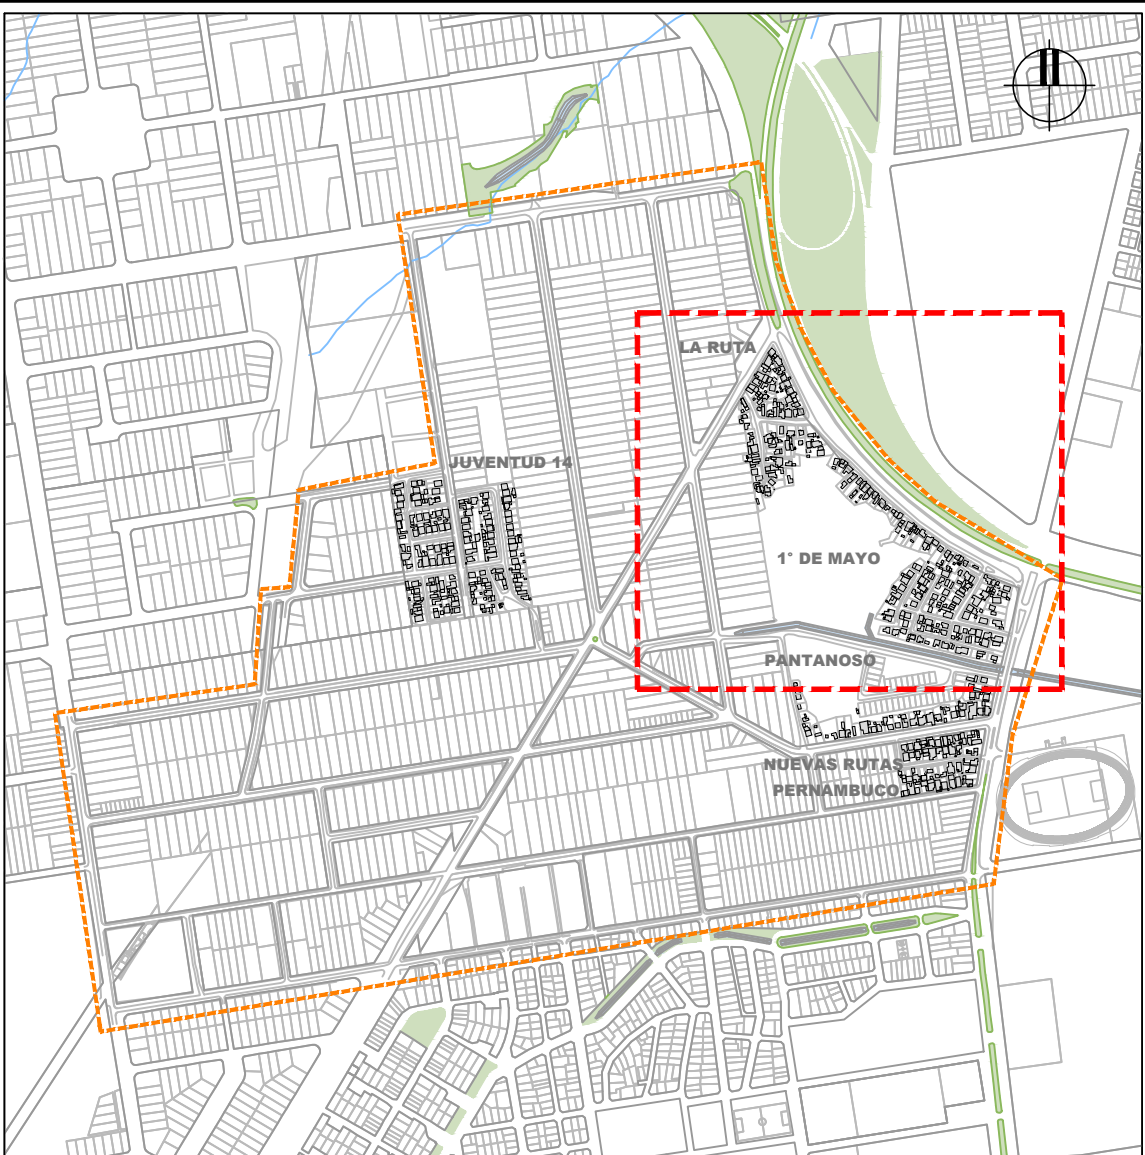 LA RUTA
JUVENTUD 14
1° DE MAYO
PANTANOSO
NUEVAS RUTAS
PERNAMBUCO